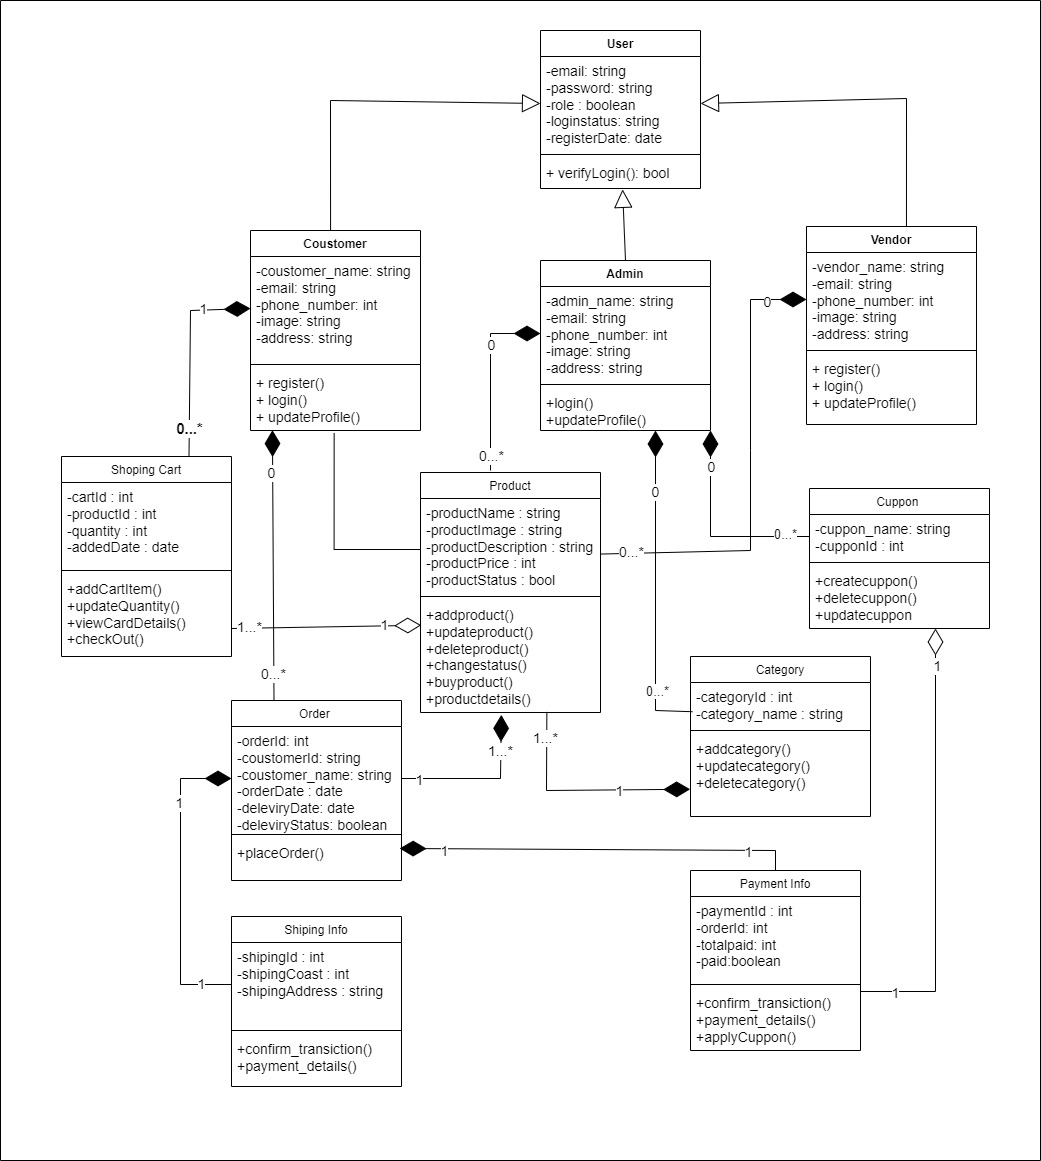 User
-email: string
-password: string
-role : boolean
-loginstatus: string
-registerDate: date
+ verifyLogin(): bool
Coustomer
-coustomer_name: string
-email: string
-phone_number: int
-image: string
-address: string
+ register()
+ login()
+ updateProfile()
Admin
-admin_name: string
-email: string
-phone_number: int
-image: string
-address: string
+login()
+updateProfile()
Vendor
-vendor_name: string
-email: string
-phone_number: int
-image: string
-address: string
+ register()
+ login()
+ updateProfile()
1
0...*
0
0...*
0
0...*
0
0...*
0
0...*
0
0...*
Shoping Cart
-cartId : int
-productId : int
-quantity : int
-addedDate : date
+addCartItem()
+updateQuantity()
+viewCardDetails()
+checkOut()
1...*
1
Product
-productName : string
-productImage : string
-productDescription : string
-productPrice : int
-productStatus : bool
+addproduct()
+updateproduct()
+deleteproduct()
+changestatus()
+buyproduct()
+productdetails()
Cuppon
-cuppon_name: string
-cupponId : int
+createcuppon()
+deletecuppon()
+updatecuppon
1
1
Category
-categoryId : int
-category_name : string
+addcategory()
+updatecategory()
+deletecategory()
1...*
1
1...*
1
Order
-orderId: int
-coustomerId: string
-coustomer_name: string
-orderDate : date
-deleviryDate: date
-deleviryStatus: boolean
+placeOrder()
1
1
1
1
Shiping Info
-shipingId : int
-shipingCoast : int
-shipingAddress : string
+confirm_transiction()
+payment_details()
Payment Info
-paymentId : int
-orderId: int
-totalpaid: int
-paid:boolean
+confirm_transiction()
+payment_details()
+applyCuppon()